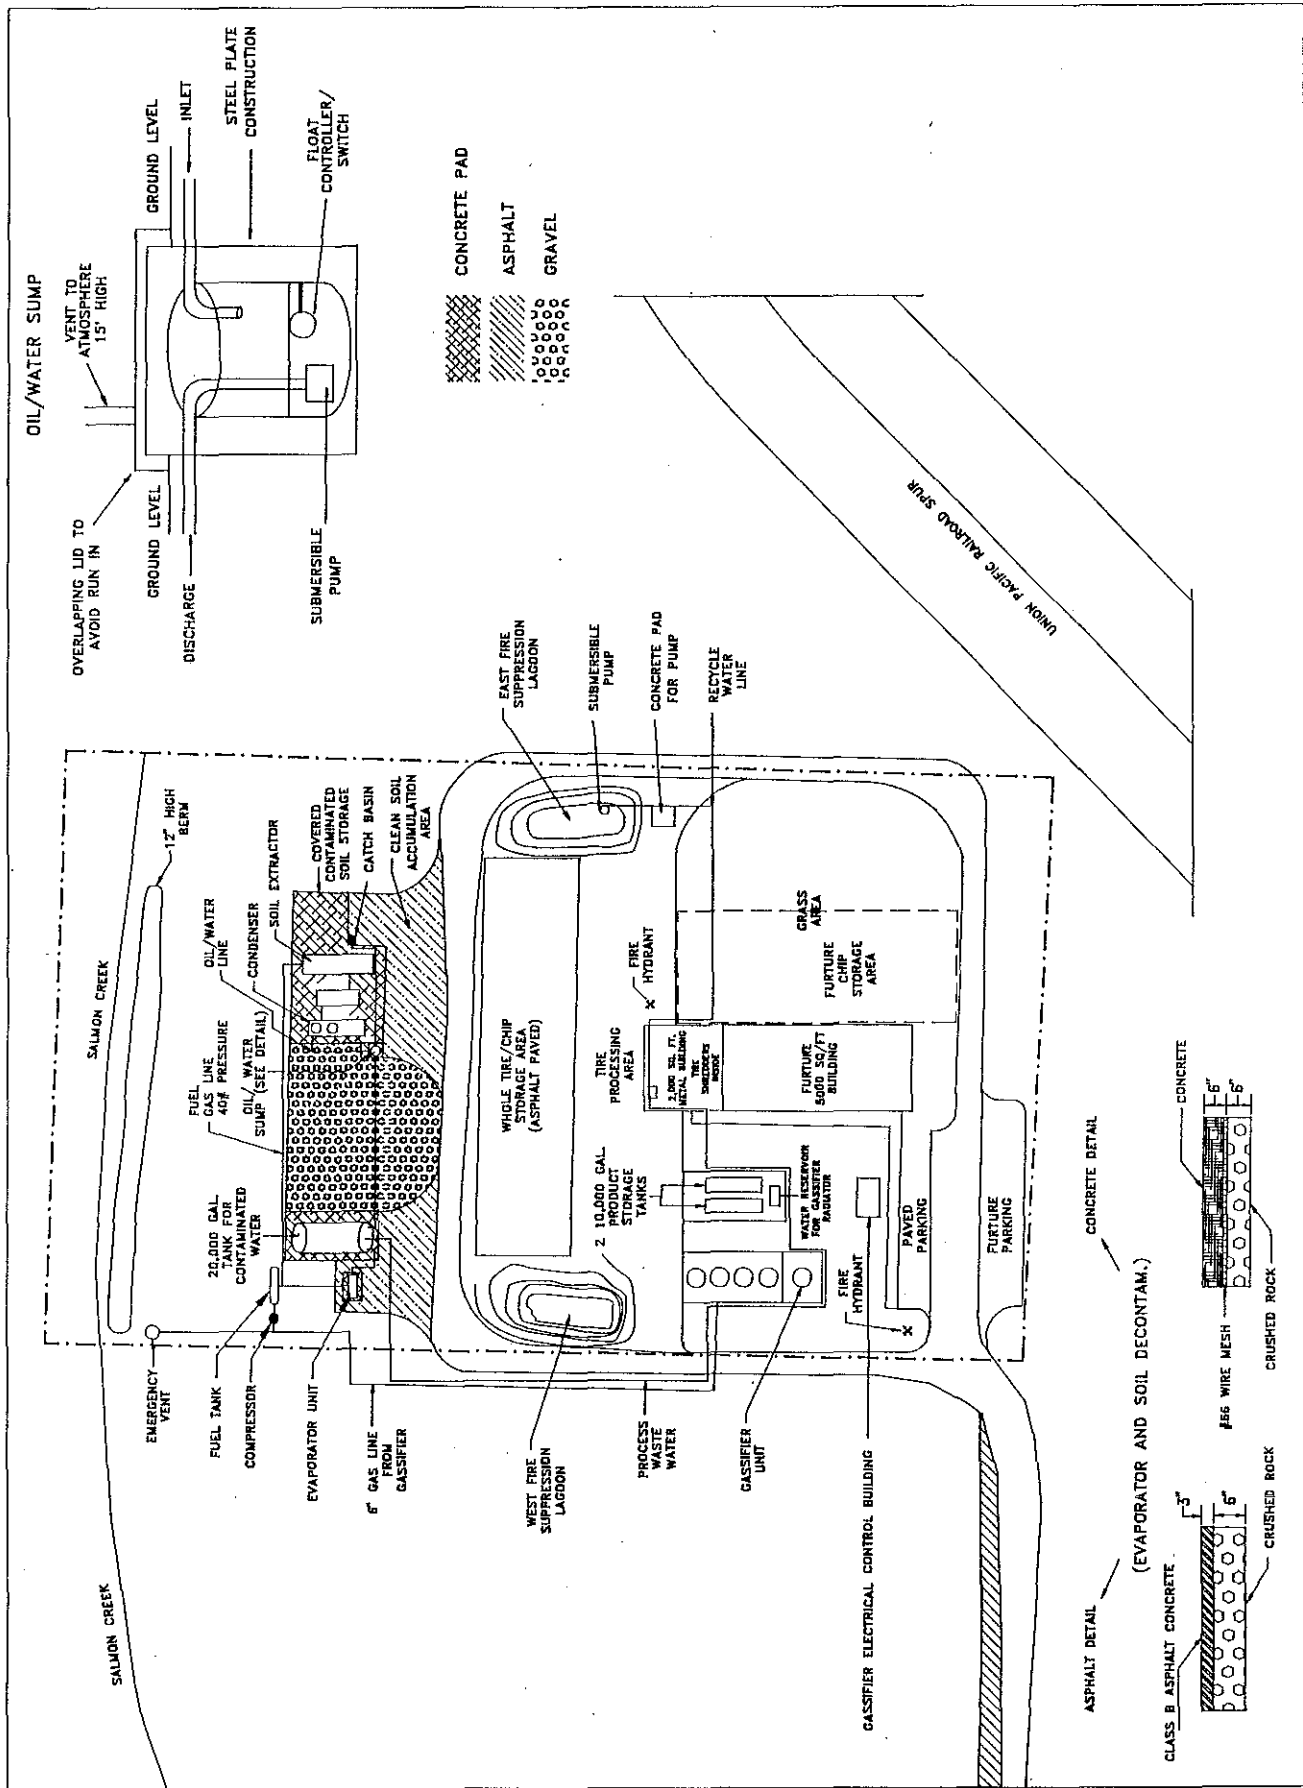 OIL/WATER SUMP
VENT TO
ATMOSPHERE
15' HIGH
OVERLAPPING LID TO
AVOID RUN IN
GROUND LEVEL
GROUND LEVEL
DISCHARGE
INLET
SUBMERSIBLE
PUMP
STEEL PLATE
CONSTRUCTION
FLOAT
CONTROLLER/
SWITCH
CONCRETE PAD
ASPHALT
GRAVEL
SALMON CREEK
SALMON CREEK
12" HIGH
BERM
EMERGENCY
VENT
FUEL TANK
COMPRESSOR
EVAPORATOR UNIT
6" GAS LINE
FROM
GASSIFIER
20,000 GAL
TANK FOR
CONTAMINATED
WATER
FUEL
GAS LINE
40# PRESSURE
OIL/ WATER
SUMP (SEE DETAIL)
OIL/WATER
LINE
CONDENSER
SOIL EXTRACTOR
COVERED
CONTAMINATED
SOIL STORAGE
CATCH BASIN
CLEAN SOIL
ACCUMULATION
AREA
WEST FIRE
SUPPRESSION
LAGOON
WHOLE TIRE/CHIP
STORAGE AREA
(ASPHALT PAVED)
EAST FIRE
SUPPRESSION
LAGOON
SUBMERSIBLE
PUMP
CONCRETE PAD
FOR PUMP
RECYCLE
WATER
LINE
PROCESS
WASTE
WATER
2 10,000 GAL
PRODUCT
STORAGE
TANKS
TIRE
PROCESSING
AREA
FIRE
HYDRANT
2,000 SQ. FT.
METAL BUILDING
TIRE
SHREDDERS
INSIDE
GASSIFIER
UNIT
WATER RESERVOIR
FOR GASSIFIER
RADIATOR
FURTURE
5000 SQ/FT
BUILDING
GRASS
AREA
FURTURE
CHIP
STORAGE
AREA
GASSIFIER ELECTRICAL CONTROL BUILDING
FIRE
HYDRANT
PAVED
PARKING
FURTURE
PARKING
UNION PACIFIC RAILROAD SPUR
ASPHALT DETAIL
CONCRETE DETAIL
(EVAPORATOR AND SOIL DECONTAM.)
CLASS B ASPHALT CONCRETE
3"
6"
CRUSHED ROCK
WIRE MESH
CONCRETE
6"
6"
CRUSHED ROCK